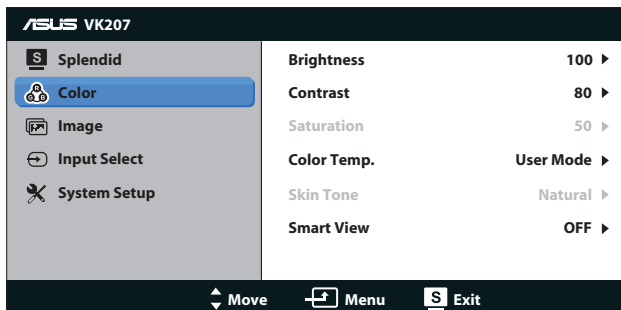 ASUS VK207
S Splendid
R G B Color
Image
Input Select
System Setup
Brightness 100
Contrast 80
Saturation 50
Color Temp. User Mode
Skin Tone Natural
Smart View OFF
Move Menu S Exit